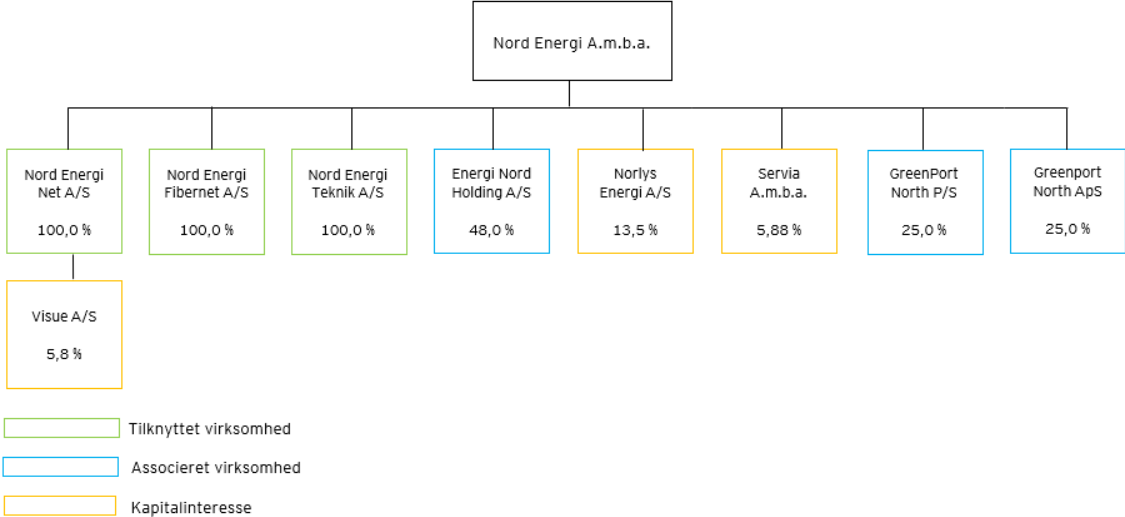 Nord Energi A.m.b.a.
Nord Energi
Net A/S
100,0 %
Nord Energi
Fibernet A/S
100,0 %
Nord Energi
Teknik A/S
100,0 %
Energi Nord
Holding A/S
48,0 %
Norlys
Energi A/S
13,5 %
Servia
A.m.b.a.
5,88 %
GreenPort
North P/S
25,0 %
Greenport
North ApS
25,0 %
Visue A/S
5,8 %
Tilknyttet virksomhed
Associeret virksomhed
Kapitalinteresse